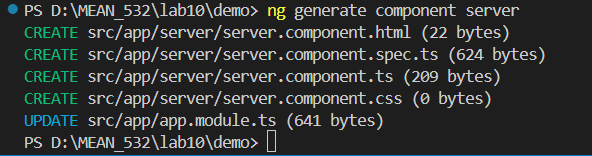 PS D:\MEAN_532\lab10\demo> ng generate component server
CREATE src/app/server/server.component.html (22 bytes)
CREATE src/app/server/server.component.spec.ts (624 bytes)
CREATE src/app/server/server.component.ts (209 bytes)
CREATE src/app/server/server.component.css (0 bytes)
UPDATE src/app/app.module.ts (641 bytes)
PS D:\MEAN_532\lab10\demo>